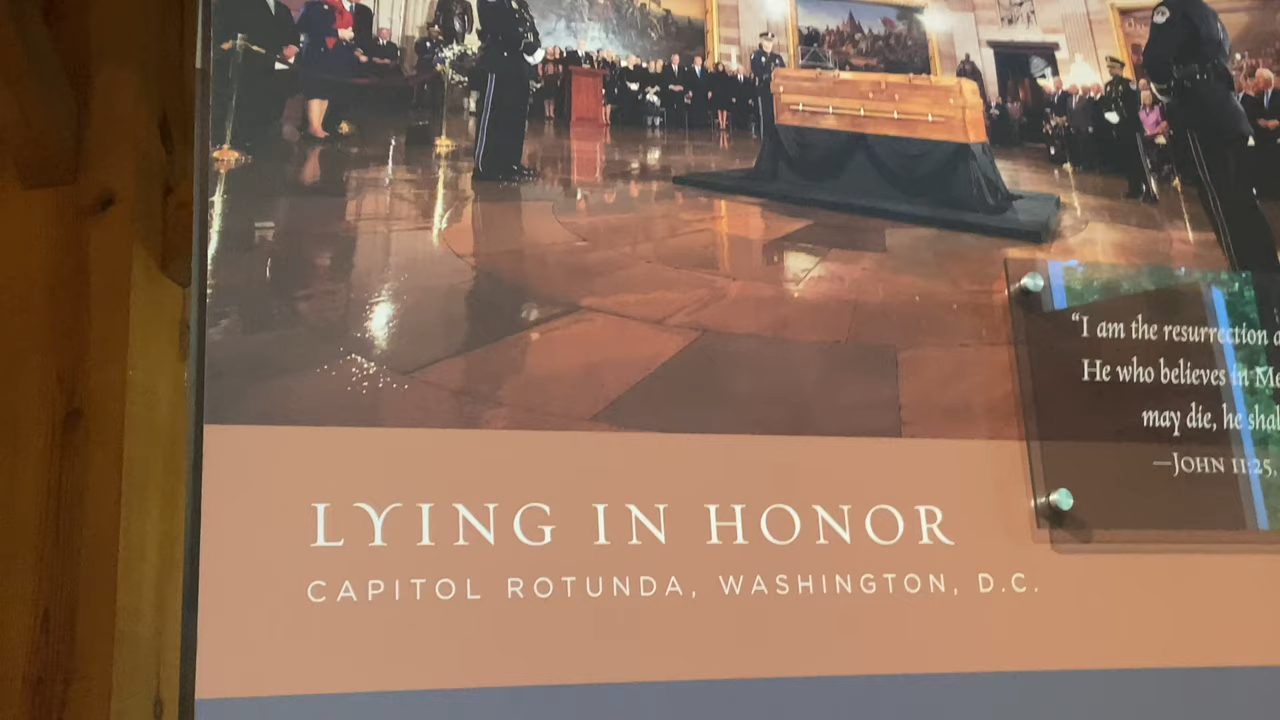 “I am the resurrection
He who believes in Me
may die, he shal
—JOHN 11:25,
LYING IN HONOR
CAPITOL ROTUNDA, WASHINGTON, D.C.